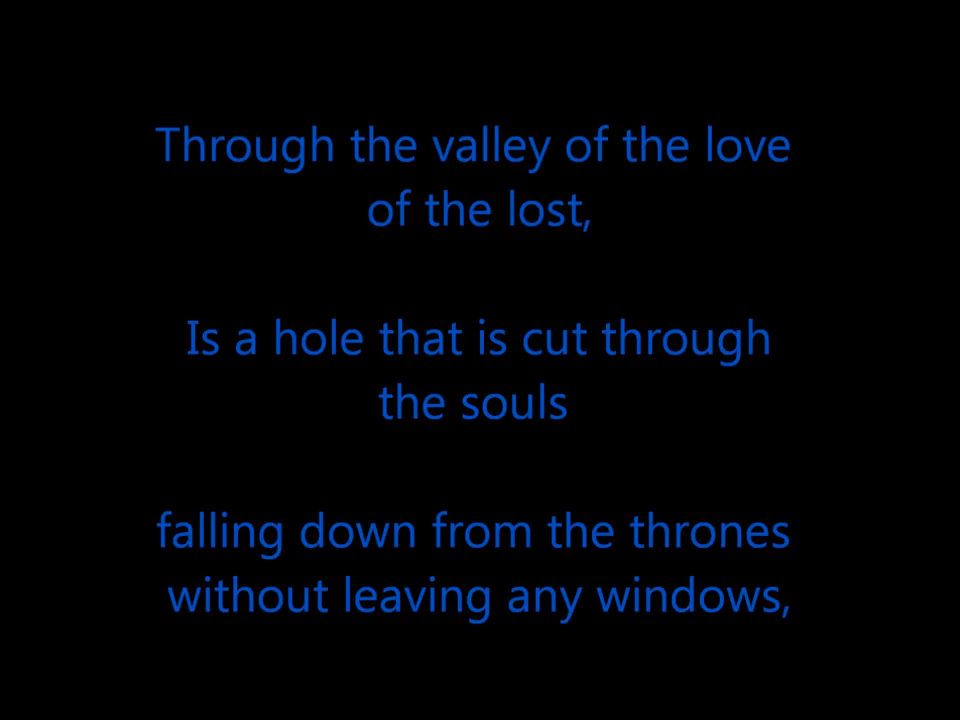 Through the valley of the love
of the lost,
Is a hole that is cut through
the souls
falling down from the thrones
without leaving any windows,